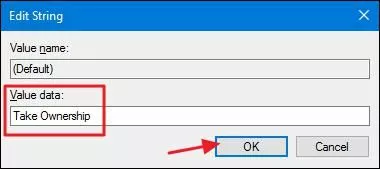 Edit String
Value name:
(Default)
Value data:
Take Ownership
OK Cancel